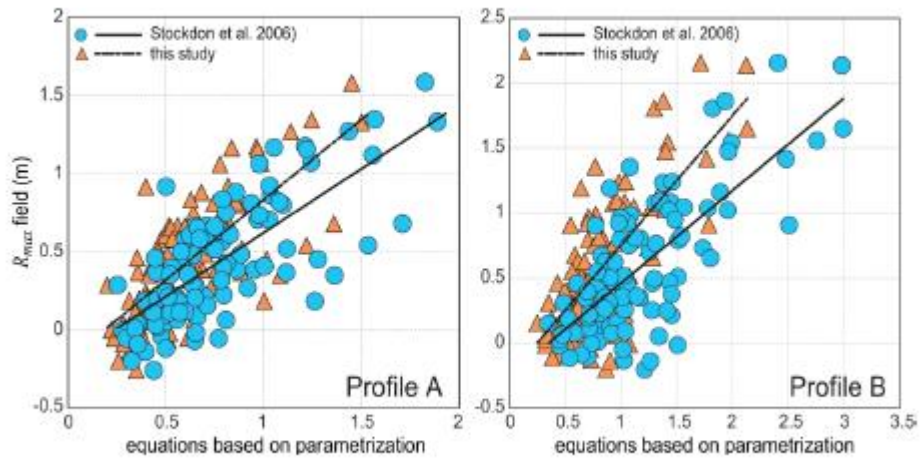 Stockdon et al. 2006)
this study
2
1.5
1
0.5
0
-0.5
R_max field (m)
0
0.5
1
1.5
2
Profile A
equations based on parametrization
Stockdon et al. 2006)
this study
2.5
2
1.5
1
0.5
0
-0.5
0
0.5
1.0
1.5
2
2.5
3
3.5
Profile B
equations based on parametrization